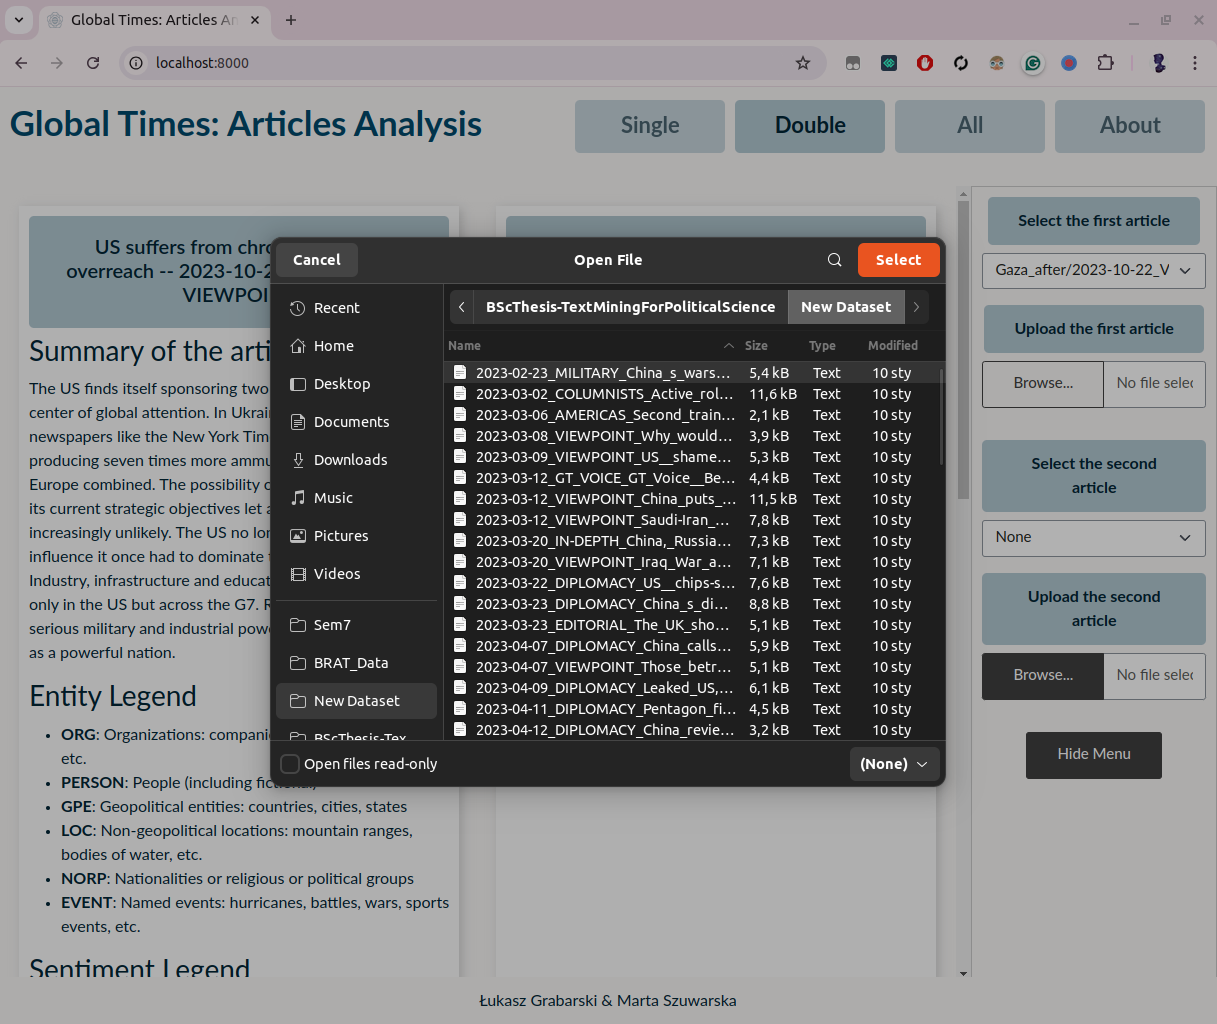 Global Times: Articles An
localhost:8000
Global Times: Articles Analysis
Single
Double
All
About
US suffers from chro
overreach -- 2023-10-2
VIEWPOI
Summary of the arti
The US finds itself sponsoring two
center of global attention. In Ukrai
newspapers like the New York Tim
producing seven times more ammu
Europe combined. The possibility o
its current strategic objectives let a
increasingly unlikely. The US no lon
influence it once had to dominate
Industry, infrastructure and educat
only in the US but across the G7. R
serious military and industrial powe
as a powerful nation.
Entity Legend
ORG: Organizations: compani
etc.
PERSON: People (including fictional)
GPE: Geopolitical entities: countries, cities, states
LOC: Non-geopolitical locations: mountain ranges,
bodies of water, etc.
NORP: Nationalities or religious or political groups
EVENT: Named events: hurricanes, battles, wars, sports
events, etc.
Sentiment Legend
Cancel
Open File
Select
Recent
Home
Desktop
Documents
Downloads
Music
Pictures
Videos
Sem7
BRAT_Data
New Dataset
BScThesis-Tex
BScThesis-TextMiningForPoliticalScience
New Dataset
Name Size Type Modified
2023-02-23_MILITARY_China_s_wars... 5,4 kB Text 10 sty
2023-03-02_COLUMNISTS_Active_rol... 11,6 kB Text 10 sty
2023-03-06_AMERICAS_Second_train... 2,1 kB Text 10 sty
2023-03-08_VIEWPOINT_Why_would... 3,9 kB Text 10 sty
2023-03-09_VIEWPOINT_US__shame... 5,3 kB Text 10 sty
2023-03-12_GT_VOICE_GT_Voice__Be... 4,4 kB Text 10 sty
2023-03-12_VIEWPOINT_China_puts_... 11,5 kB Text 10 sty
2023-03-12_VIEWPOINT_Saudi-Iran_... 7,8 kB Text 10 sty
2023-03-20_IN-DEPTH_China,_Russia... 7,3 kB Text 10 sty
2023-03-20_VIEWPOINT_Iraq_War_a... 7,1 kB Text 10 sty
2023-03-22_DIPLOMACY_US__chips-s... 7,6 kB Text 10 sty
2023-03-23_DIPLOMACY_China_s_di... 8,8 kB Text 10 sty
2023-03-23_EDITORIAL_The_UK_sho... 5,1 kB Text 10 sty
2023-04-07_DIPLOMACY_China_calls... 5,9 kB Text 10 sty
2023-04-07_VIEWPOINT_Those_betr... 5,1 kB Text 10 sty
2023-04-09_DIPLOMACY_Leaked_US,... 6,1 kB Text 10 sty
2023-04-11_DIPLOMACY_Pentagon_fi... 4,5 kB Text 10 sty
2023-04-12_DIPLOMACY_China_revie... 3,2 kB Text 10 sty
Open files read-only
(None)
Select the first article
Gaza_after/2023-10-22_V
Upload the first article
Browse... No file selec
Select the second
article
None
Upload the second
article
Browse... No file selec
Hide Menu
Łukasz Grabarski & Marta Szuwarska